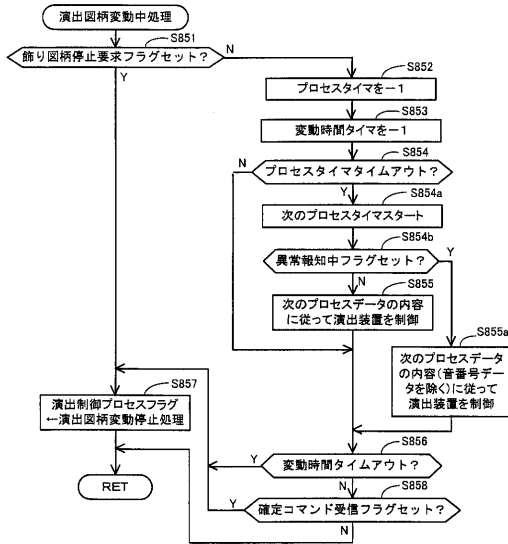 演出図柄変動中処理
S851
飾り図柄停止要求フラグセット？
N
Y
S852
プロセスタイマを－1
S853
変動時間タイマを－1
S854
プロセスタイマタイムアウト？
N
Y
S854a
次のプロセスタイマスタート
S854b
異常報知中フラグセット？
Y
N
S855
次のプロセスデータの内容
に従って演出装置を制御
S855a
次のプロセスデータ
の内容(音番号デー
タを除く)に従って
演出装置を制御
S857
演出制御プロセスフラグ
←演出図柄変動停止処理
S856
変動時間タイムアウト？
Y
N
S858
確定コマンド受信フラグセット？
Y
N
RET